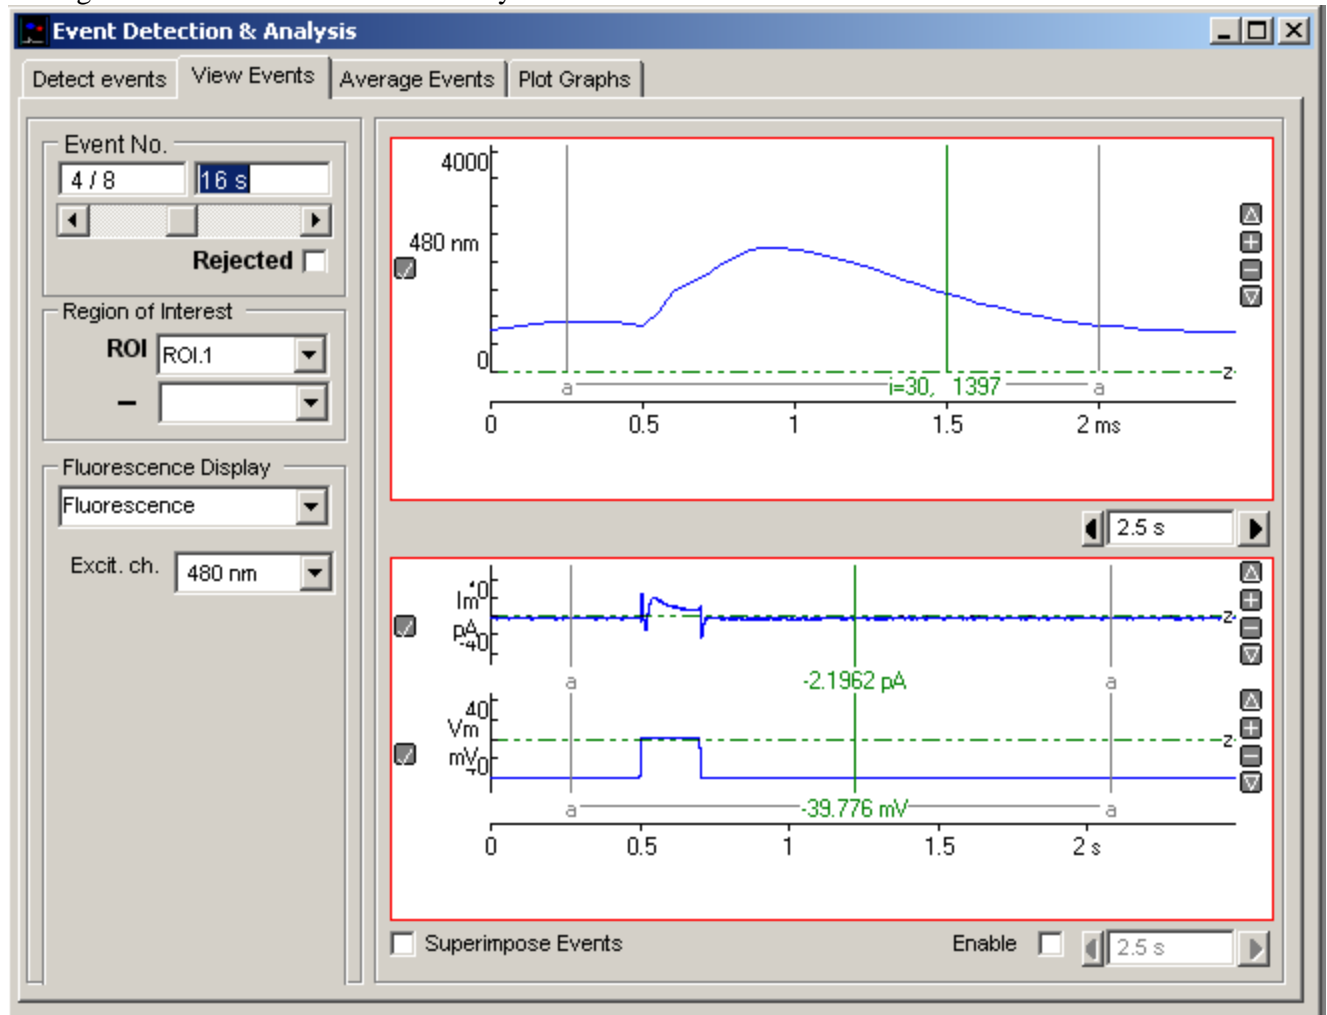 Event Detection & Analysis
Detect events View Events Average Events Plot Graphs
Event No.
4 / 8 16 s
Rejected
Region of Interest
ROI ROI.1
–
Fluorescence Display
Fluorescence
Excit. ch. 480 nm
4000
480 nm
0
z
a i=30, 1397 a
0 0.5 1 1.5 2 ms
2.5 s
Im
pA
-40
z
a -2.1962 pA a
40
Vm
mV
z
a -39.776 mV a
0 0.5 1 1.5 2 s
Superimpose Events Enable 2.5 s